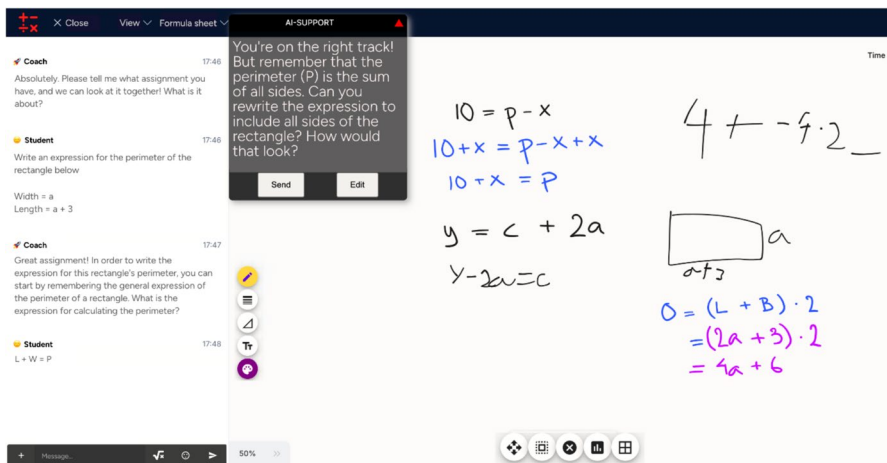 × Close
View
Formula sheet
Coach
17:46
Absolutely. Please tell me what assignment you
have, and we can look at it together! What is it
about?
Student
17:46
Write an expression for the perimeter of the
rectangle below
Width = a
Length = a + 3
Coach
17:47
Great assignment! In order to write the
expression for this rectangle's perimeter, you can
start by remembering the general expression of
the perimeter of a rectangle. What is the
expression for calculating the perimeter?
Student
17:48
L + W = P
Message...
AI-SUPPORT
You're on the right track!
But remember that the
perimeter (P) is the sum
of all sides. Can you
rewrite the expression to
include all sides of the
rectangle? How would
that look?
Send
Edit
Tт
50%
Time
10 = p - x
10 + x = p - x + x
10 + x = p
y = c + 2a
y - 2a = c
a
a + 3
O = (L + B) · 2
= (2a + 3) · 2
= 4a + 6